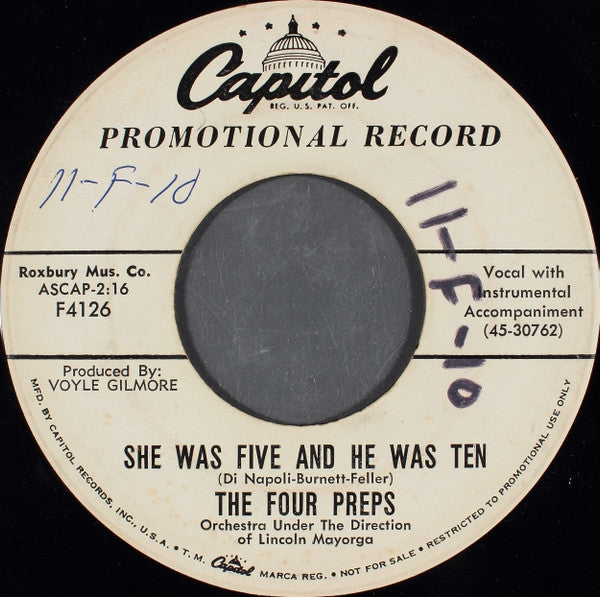 Capitol
REG. U.S. PAT. OFF.
PROMOTIONAL RECORD
11-F-10
11-F-10
Roxbury Mus. Co.
ASCAP-2:16
F4126
Vocal with
Instrumental
Accompaniment
(45-30762)
Produced By:
VOYLE GILMORE
SHE WAS FIVE AND HE WAS TEN
(Di Napoli-Burnett-Feller)
THE FOUR PREPS
Orchestra Under The Direction
of Lincoln Mayorga
MFD. BY CAPITOL RECORDS, INC., U.S.A. • T.M. Capitol MARCA REG. • NOT FOR SALE • RESTRICTED TO PROMOTIONAL USE ONLY